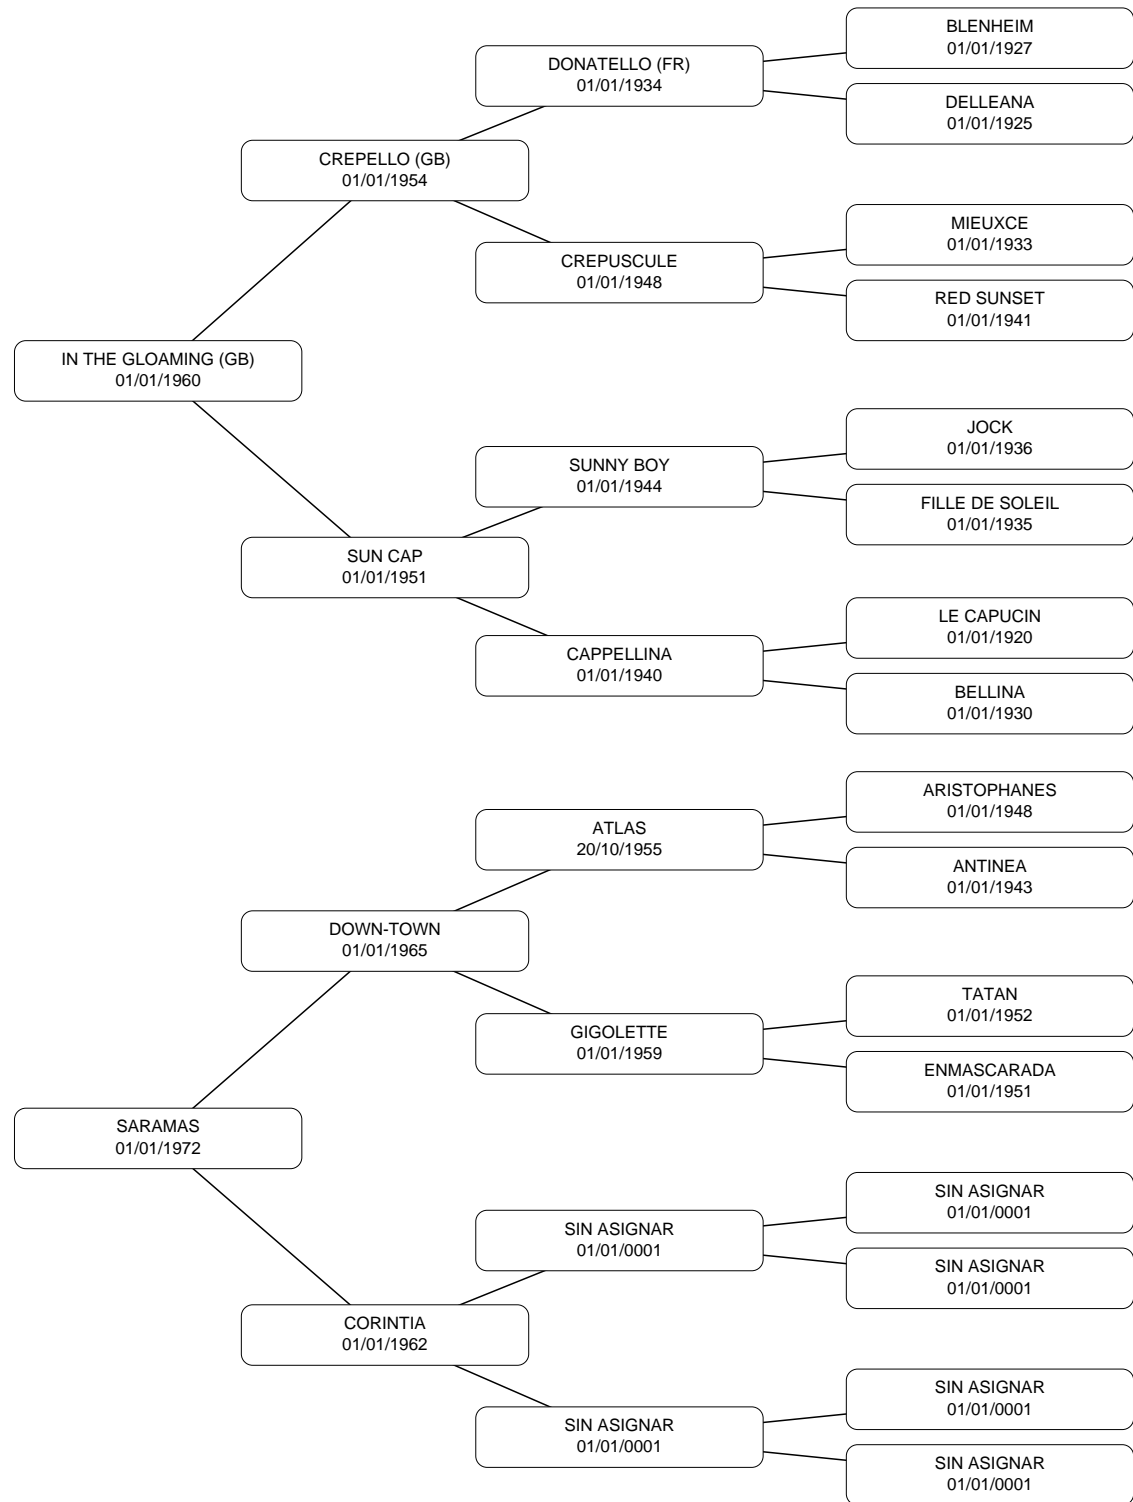 BLENHEIM
01/01/1927
DONATELLO (FR)
01/01/1934
DELLEANA
01/01/1925
CREPELLO (GB)
01/01/1954
MIEUXCE
01/01/1933
CREPUSCULE
01/01/1948
RED SUNSET
01/01/1941
IN THE GLOAMING (GB)
01/01/1960
JOCK
01/01/1936
SUNNY BOY
01/01/1944
FILLE DE SOLEIL
01/01/1935
SUN CAP
01/01/1951
LE CAPUCIN
01/01/1920
CAPPELLINA
01/01/1940
BELLINA
01/01/1930
ARISTOPHANES
01/01/1948
ATLAS
20/10/1955
ANTINEA
01/01/1943
DOWN-TOWN
01/01/1965
TATAN
01/01/1952
GIGOLETTE
01/01/1959
ENMASCARADA
01/01/1951
SARAMAS
01/01/1972
SIN ASIGNAR
01/01/0001
SIN ASIGNAR
01/01/0001
SIN ASIGNAR
01/01/0001
CORINTIA
01/01/1962
SIN ASIGNAR
01/01/0001
SIN ASIGNAR
01/01/0001
SIN ASIGNAR
01/01/0001